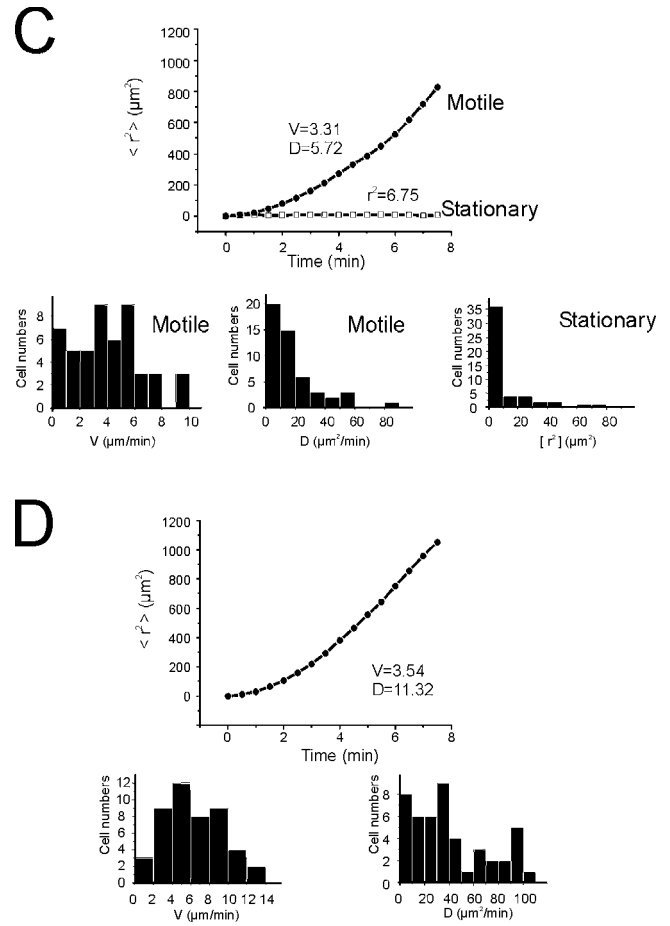 C
1200
1000
800
600
400
200
0
< r² > (µm²)
Motile
V=3.31
D=5.72
r²=6.75
Stationary
0 2 4 6 8
Time (min)
Cell numbers
8
6
4
2
0
Motile
0 2 4 6 8 10
V (µm/min)
Cell numbers
20
15
10
5
0
Motile
0 20 40 60 80
D (µm²/min)
Cell numbers
35
30
25
20
15
10
5
0
Stationary
0 20 40 60 80
[ r² ] (µm²)
D
1200
1000
800
600
400
200
0
< r² > (µm²)
V=3.54
D=11.32
0 2 4 6 8
Time (min)
Cell numbers
12
10
8
6
4
2
0
0 2 4 6 8 10 12 14
V (µm/min)
Cell numbers
8
6
4
2
0
0 20 40 60 80 100
D (µm²/min)